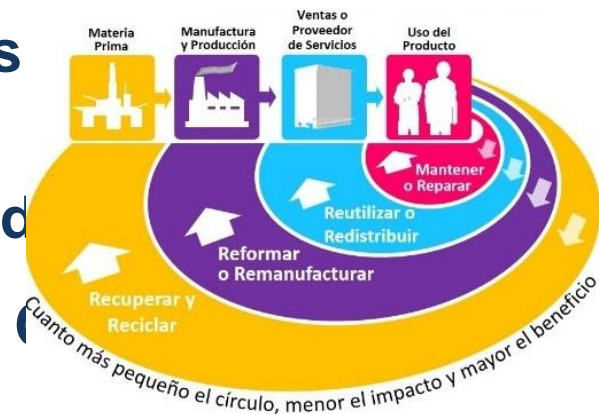 s
Materia
Prima
Manufactura
y Producción
Ventas o
Proveedor
de Servicios
Uso del
Producto
Mantener
o Reparar
Reutilizar o
Redistribuir
Reformar
o Remanufacturar
d
Recuperar y
Reciclar
Cuanto más pequeño el círculo, menor el impacto y mayor el beneficio